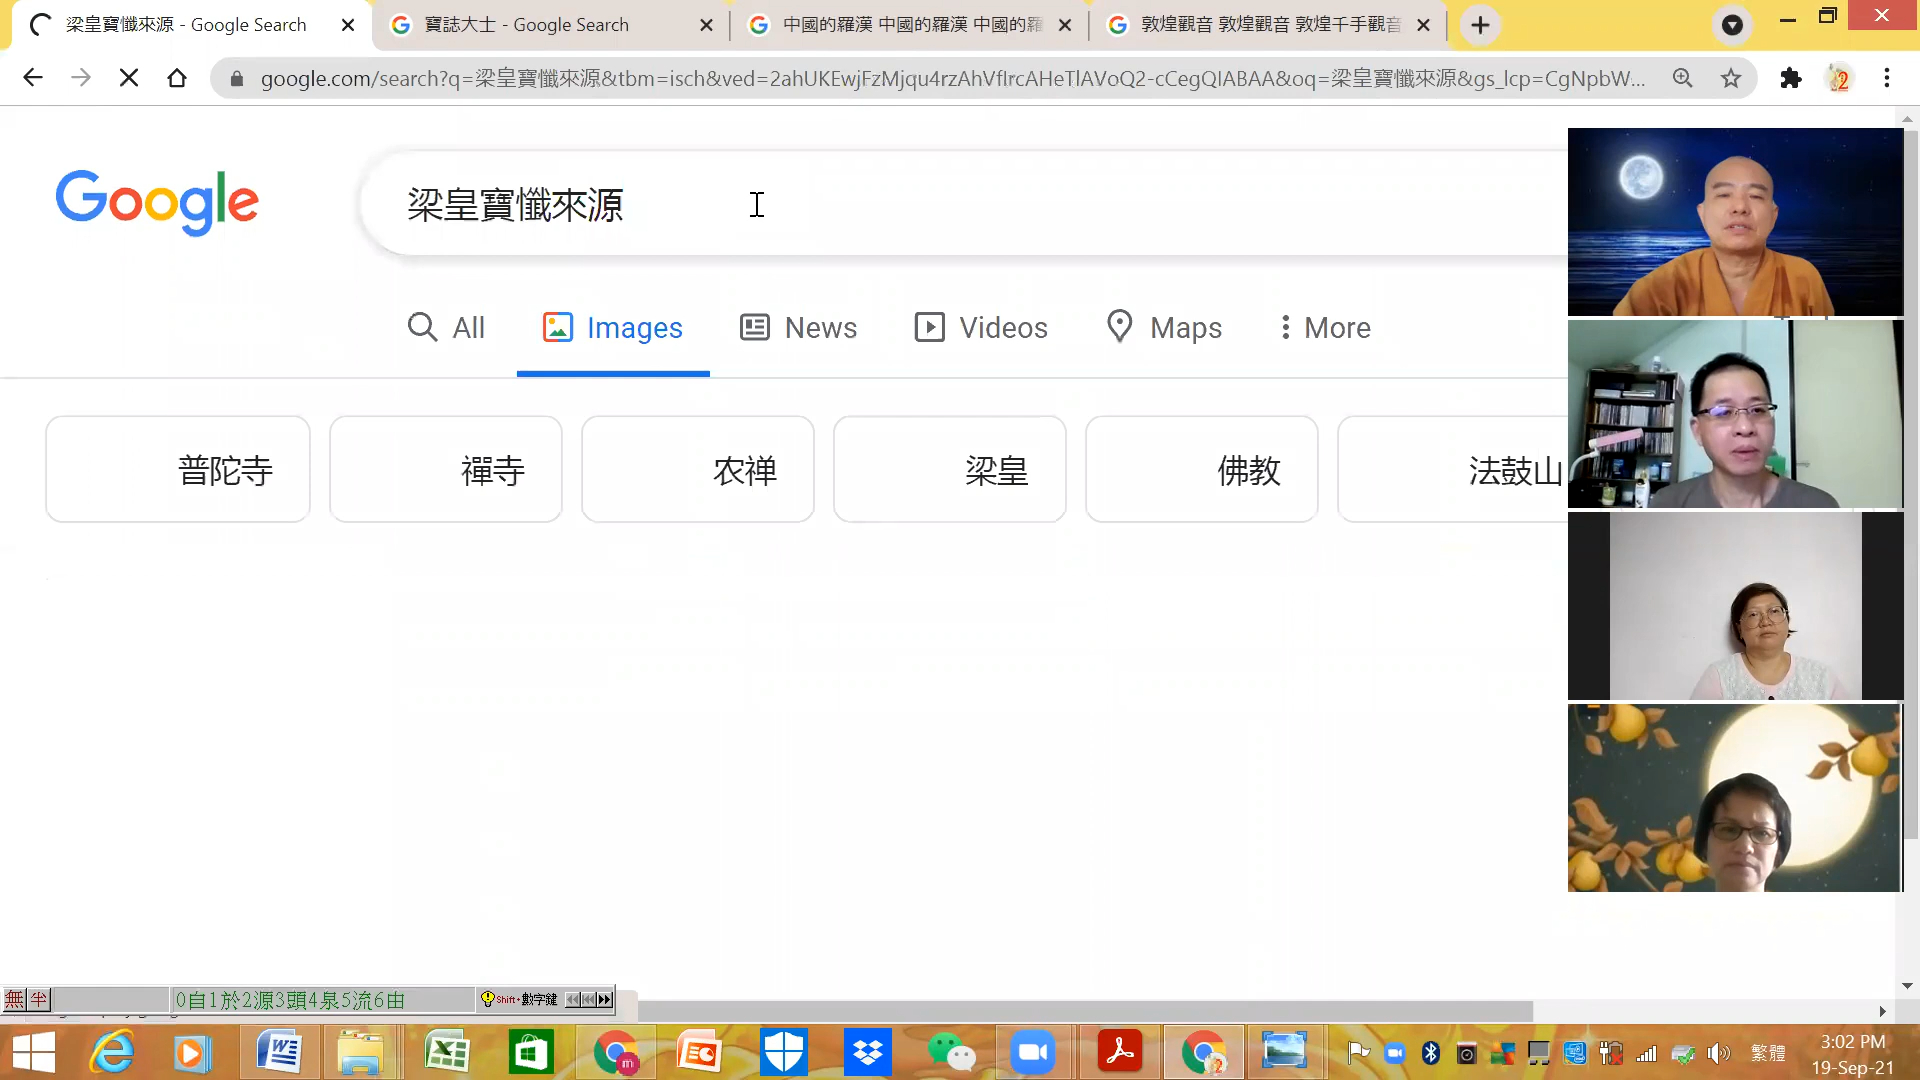 梁皇寶懺來源 - Google Search
寶誌大士 - Google Search
中國的羅漢 中國的羅漢 中國的羅
敦煌觀音 敦煌觀音 敦煌千手觀音
google.com/search?q=梁皇寶懺來源&tbm=isch&ved=2ahUKEwjFzMjqu4rzAhVfIrcAHeTlAVoQ2-cCegQIABAA&oq=梁皇寶懺來源&gs_lcp=CgNpbW...
Google
梁皇寶懺來源
All
Images
News
Videos
Maps
More
普陀寺
禪寺
农禅
梁皇
佛教
法鼓山
無 半
0自1於2源3頭4泉5流6由
Shift+數字鍵
繁體
3:02 PM
19-Sep-21